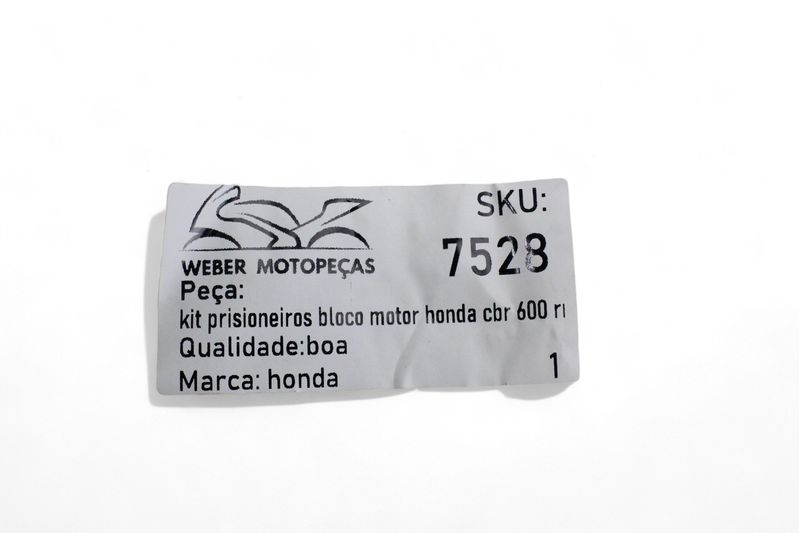 SKU:
7528
WEBER MOTOPEÇAS
Peça:
kit prisioneiros bloco motor honda cbr 600
Qualidade:boa
Marca: honda
1